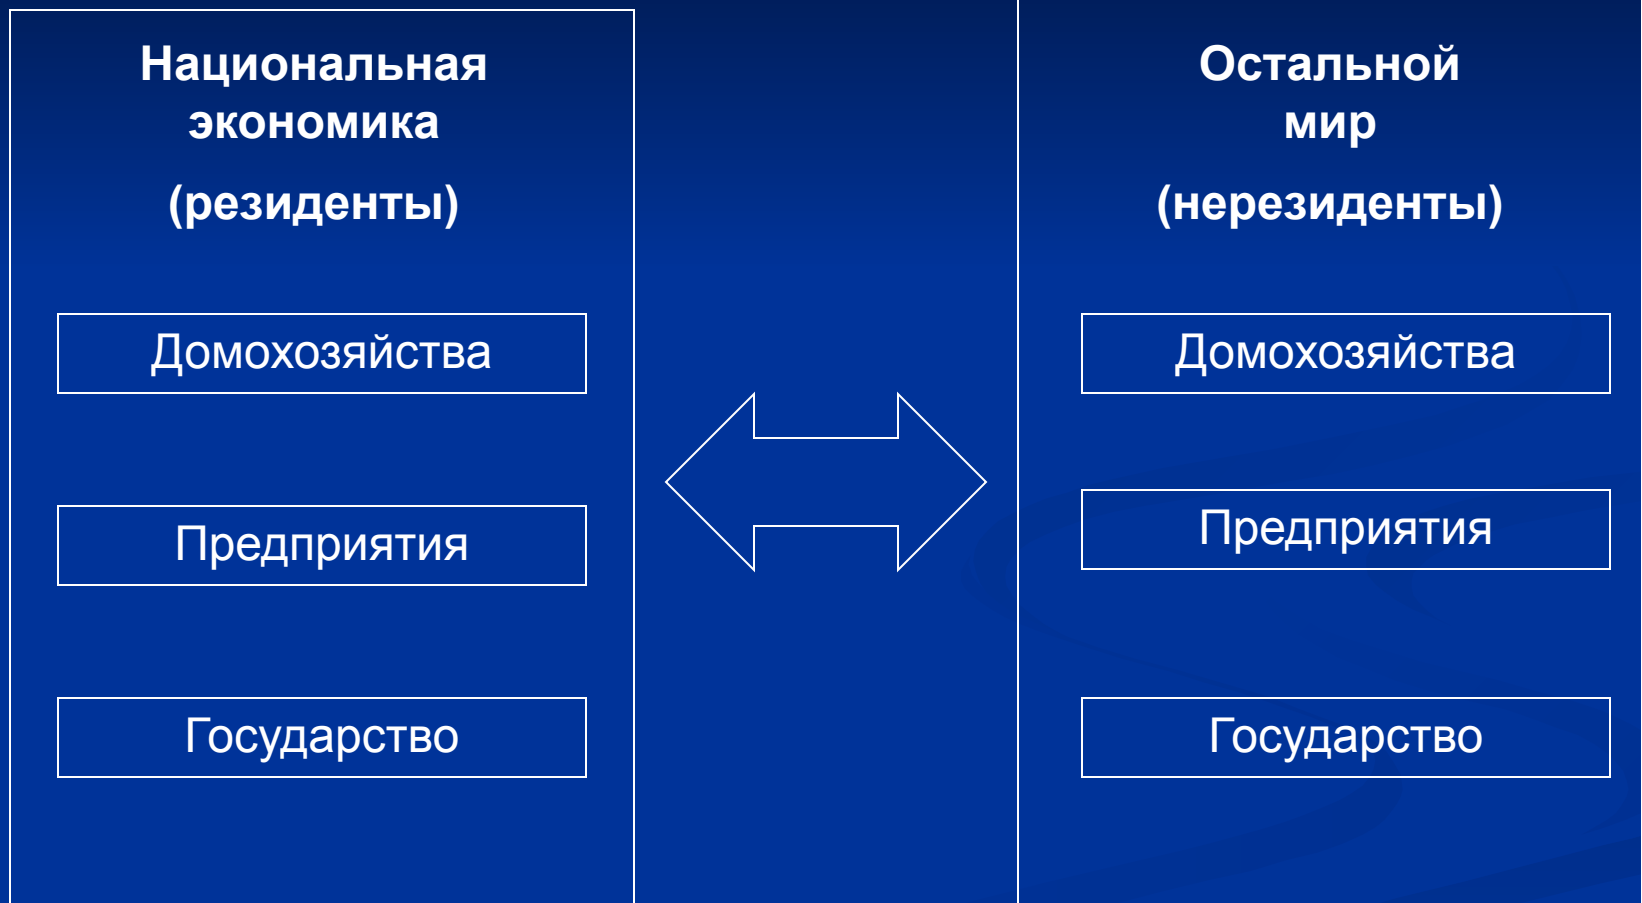 Национальная
экономика
(резиденты)
Домохозяйства
Предприятия
Государство
Остальной
мир
(нерезиденты)
Домохозяйства
Предприятия
Государство